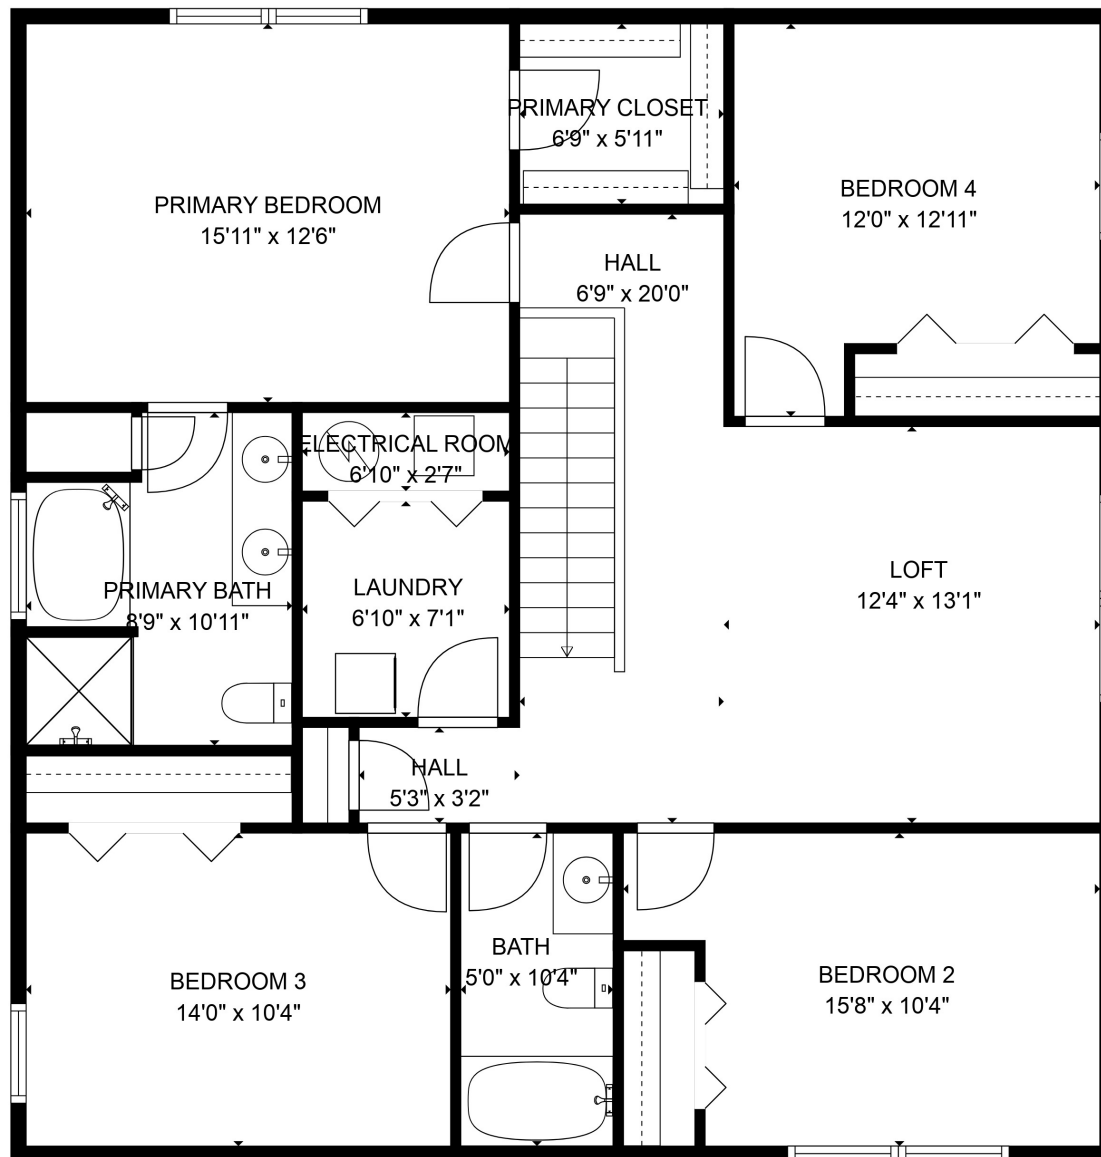 PRIMARY CLOSET
6'9" x 5'11"
PRIMARY BEDROOM
15'11" x 12'6"
BEDROOM 4
12'0" x 12'11"
HALL
6'9" x 20'0"
ELECTRICAL ROOM
6'10" x 2'7"
PRIMARY BATH
8'9" x 10'11"
LAUNDRY
6'10" x 7'1"
LOFT
12'4" x 13'1"
HALL
5'3" x 3'2"
BEDROOM 3
14'0" x 10'4"
BATH
5'0" x 10'4"
BEDROOM 2
15'8" x 10'4"